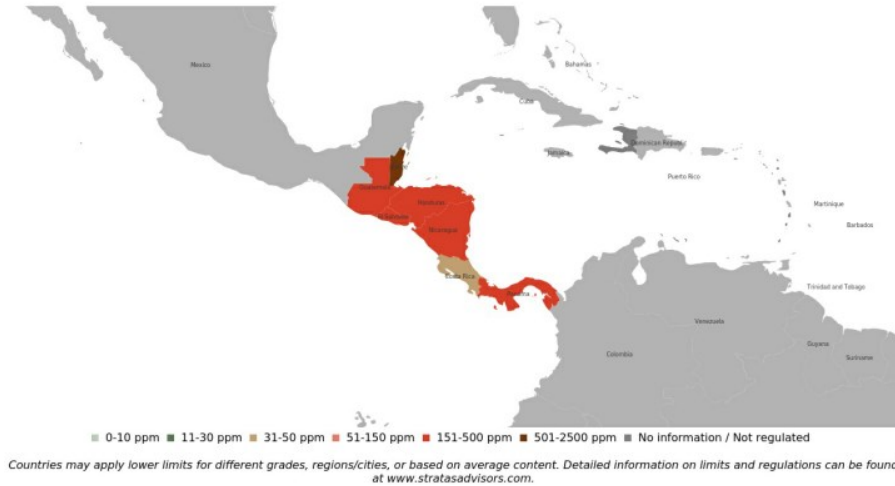 Bahamas
Mexico
Cuba
Jamaica
Dominican Republic
Puerto Rico
Guatemala
Honduras
Martinique
El Salvador
Nicaragua
Barbados
Costa Rica
Trinidad and Tobago
Panama
Venezuela
Guyana
Colombia
Suriname
0-10 ppm 11-30 ppm 31-50 ppm 51-150 ppm 151-500 ppm 501-2500 ppm No information / Not regulated
Countries may apply lower limits for different grades, regions/cities, or based on average content. Detailed information on limits and regulations can be found
at www.stratasadvisors.com.